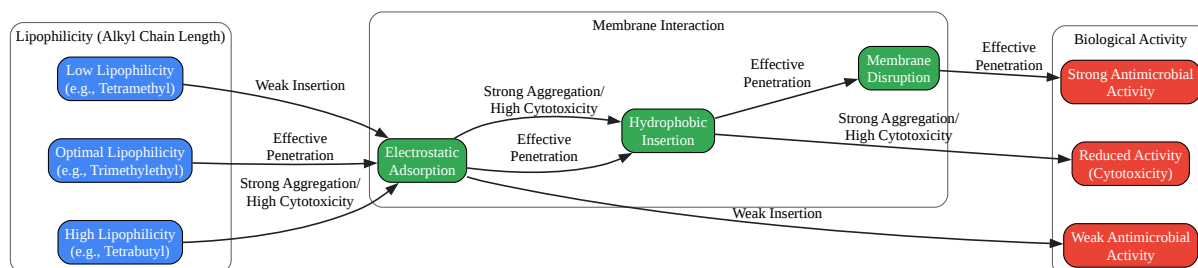 Lipophilicity (Alkyl Chain Length)
Low Lipophilicity
(e.g., Tetramethyl)
Optimal Lipophilicity
(e.g., Trimethylethyl)
High Lipophilicity
(e.g., Tetrabutyl)
Weak Insertion
Effective
Penetration
Strong Aggregation/
High Cytotoxicity
Membrane Interaction
Electrostatic
Adsorption
Strong Aggregation/
High Cytotoxicity
Effective
Penetration
Hydrophobic
Insertion
Effective
Penetration
Membrane
Disruption
Weak Insertion
Effective
Penetration
Strong Aggregation/
High Cytotoxicity
Biological Activity
Strong Antimicrobial
Activity
Reduced Activity
(Cytotoxicity)
Weak Antimicrobial
Activity